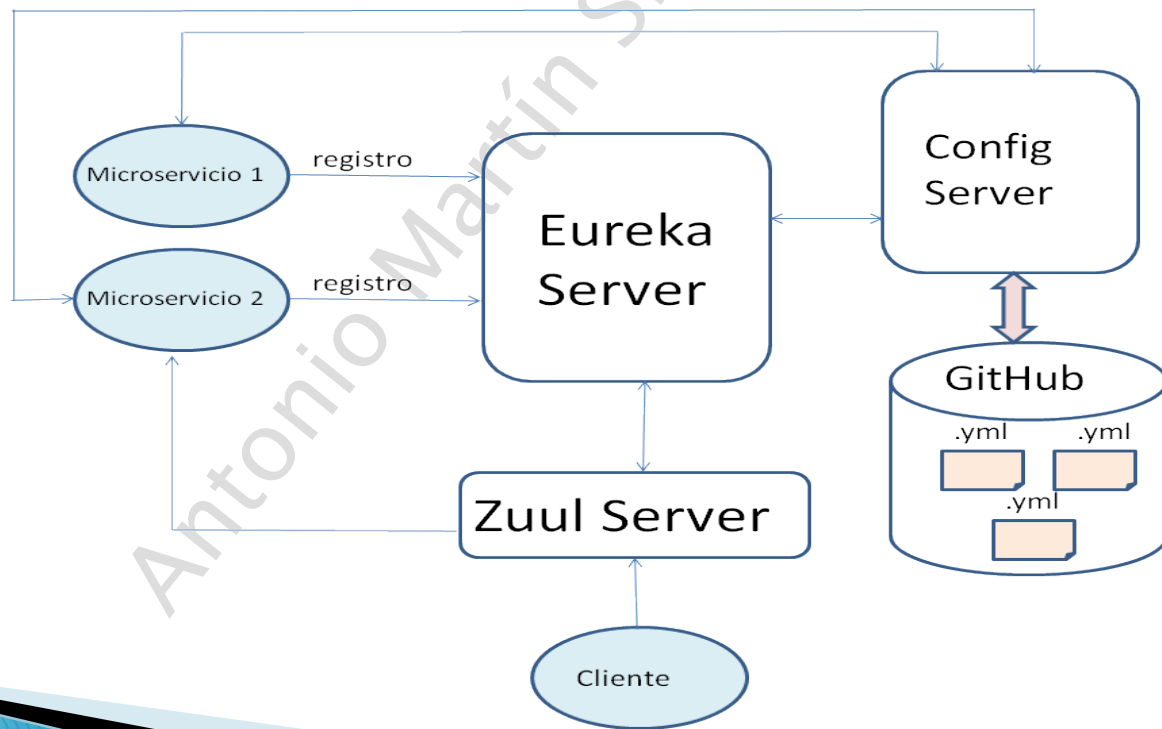 Microservicio 1
registro
Microservicio 2
registro
Eureka
Server
Config
Server
GitHub
.yml
.yml
.yml
Zuul Server
Cliente
Antonio Martín